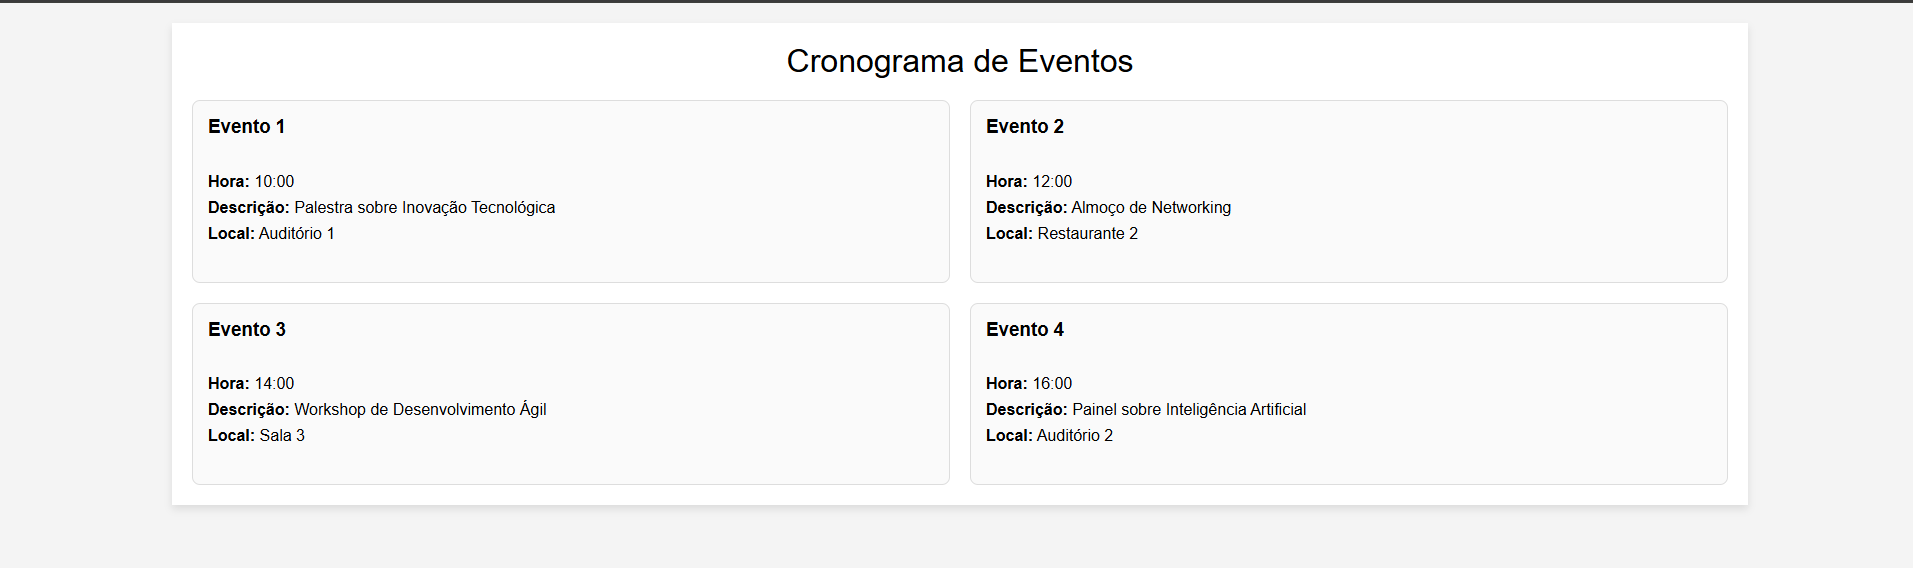 Cronograma de Eventos
Evento 1
Hora: 10:00
Descrição: Palestra sobre Inovação Tecnológica
Local: Auditório 1
Evento 2
Hora: 12:00
Descrição: Almoço de Networking
Local: Restaurante 2
Evento 3
Hora: 14:00
Descrição: Workshop de Desenvolvimento Ágil
Local: Sala 3
Evento 4
Hora: 16:00
Descrição: Painel sobre Inteligência Artificial
Local: Auditório 2